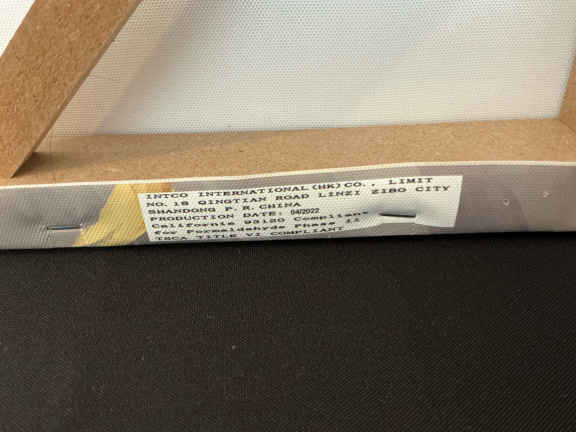 INTCO INTERNATIONAL(HK)CO., LIMIT
NO.18 QINGTIAN ROAD LINZI ZIBO CITY
SHANDONG P.R.CHINA
PRODUCTION DATE: 04/2022
California 93120 Compliant
for Formaldehyde Phase II
TSCA TITLE VI COMPLIANT